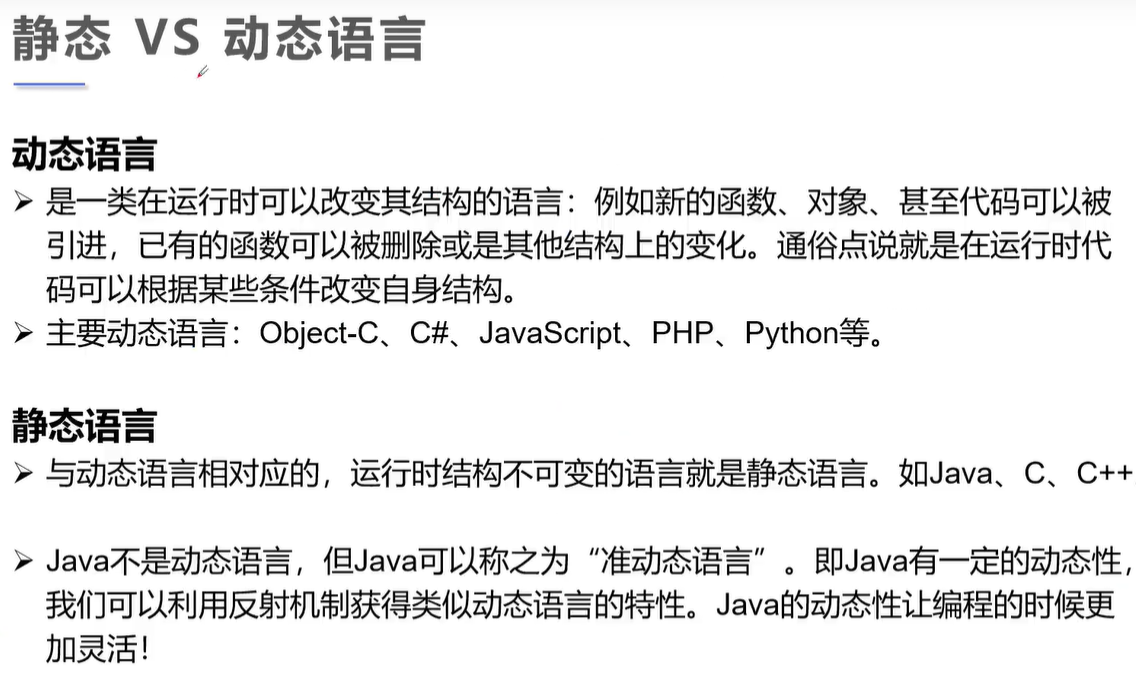 静态 VS 动态语言
动态语言
➢ 是一类在运行时可以改变其结构的语言：例如新的函数、对象、甚至代码可以被
引进，已有的函数可以被删除或是其他结构上的变化。通俗点说就是在运行时代
码可以根据某些条件改变自身结构。
➢ 主要动态语言：Object-C、C#、JavaScript、PHP、Python等。
静态语言
➢ 与动态语言相对应的，运行时结构不可变的语言就是静态语言。如Java、C、C++
➢ Java不是动态语言，但Java可以称之为“准动态语言”。即Java有一定的动态性，
我们可以利用反射机制获得类似动态语言的特性。Java的动态性让编程的时候更
加灵活！